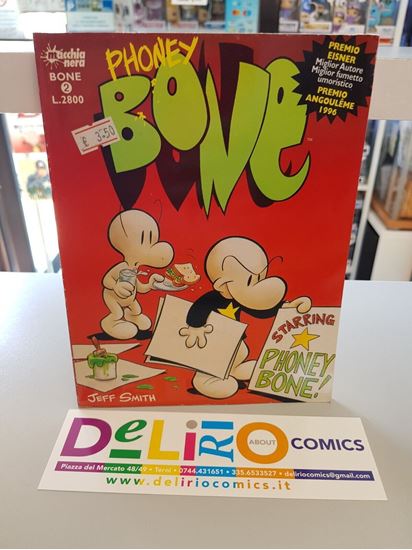 macchia
nera
BONE
2
L.2800
€ 3.50
PHONEY
BONE
TM
PREMIO
EISNER
Miglior Autore
Miglior fumetto
umoristico
PREMIO
ANGOULÊME
1996
STARRING
PHONEY
BONE!
JEFF SMITH
DeLiRiO
ABOUT
COMICS
Piazza del Mercato 48/49 • Terni • 0744.431651 • 335.6533527 • deliriocomics@gmail.com
www.deliriocomics.it